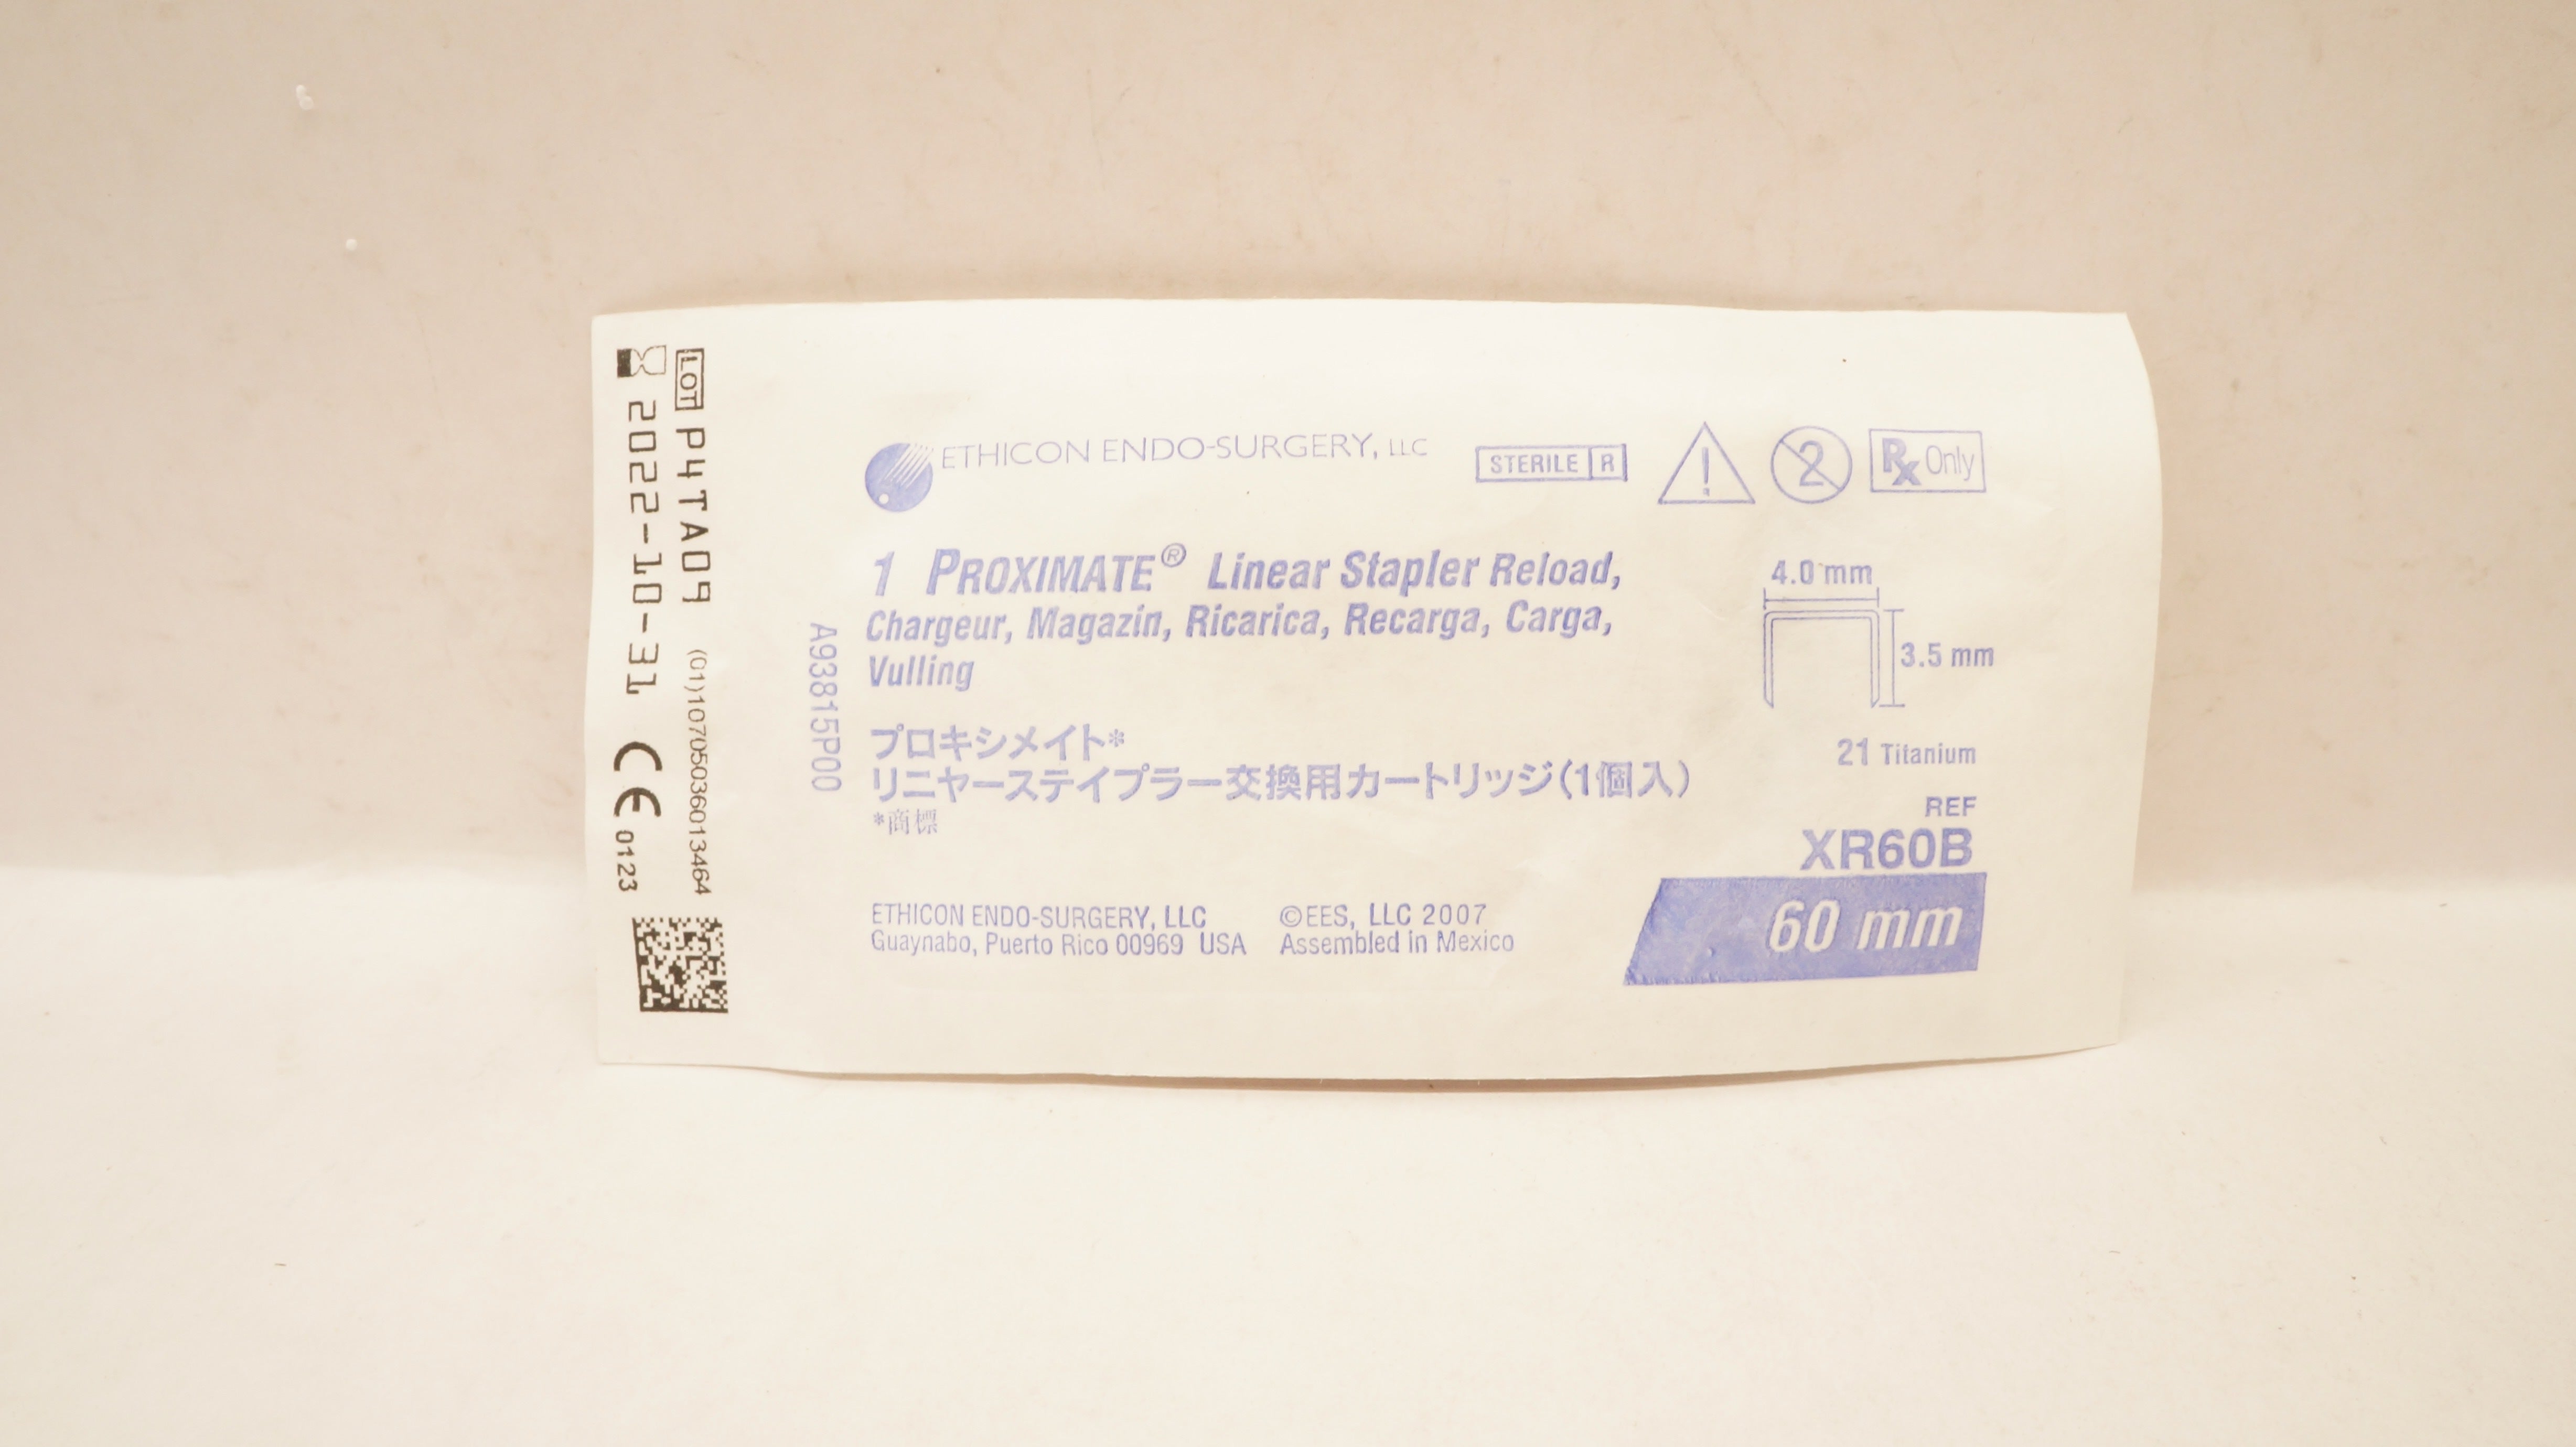 LOT P4TA09 (01)10705036013464
2022-10-31 CE 0123
A93815P00
ETHICON ENDO-SURGERY, LLC
STERILE R
! 2 Rx Only
1 PROXIMATE® Linear Stapler Reload,
Chargeur, Magazin, Ricarica, Recarga, Carga,
Vulling
プロキシメイト*
リニヤーステイプラー交換用カートリッジ(1個入)
*商標
4.0 mm
3.5 mm
21 Titanium
REF
XR60B
60 mm
ETHICON ENDO-SURGERY, LLC
Guaynabo, Puerto Rico 00969 USA
©EES, LLC 2007
Assembled in Mexico